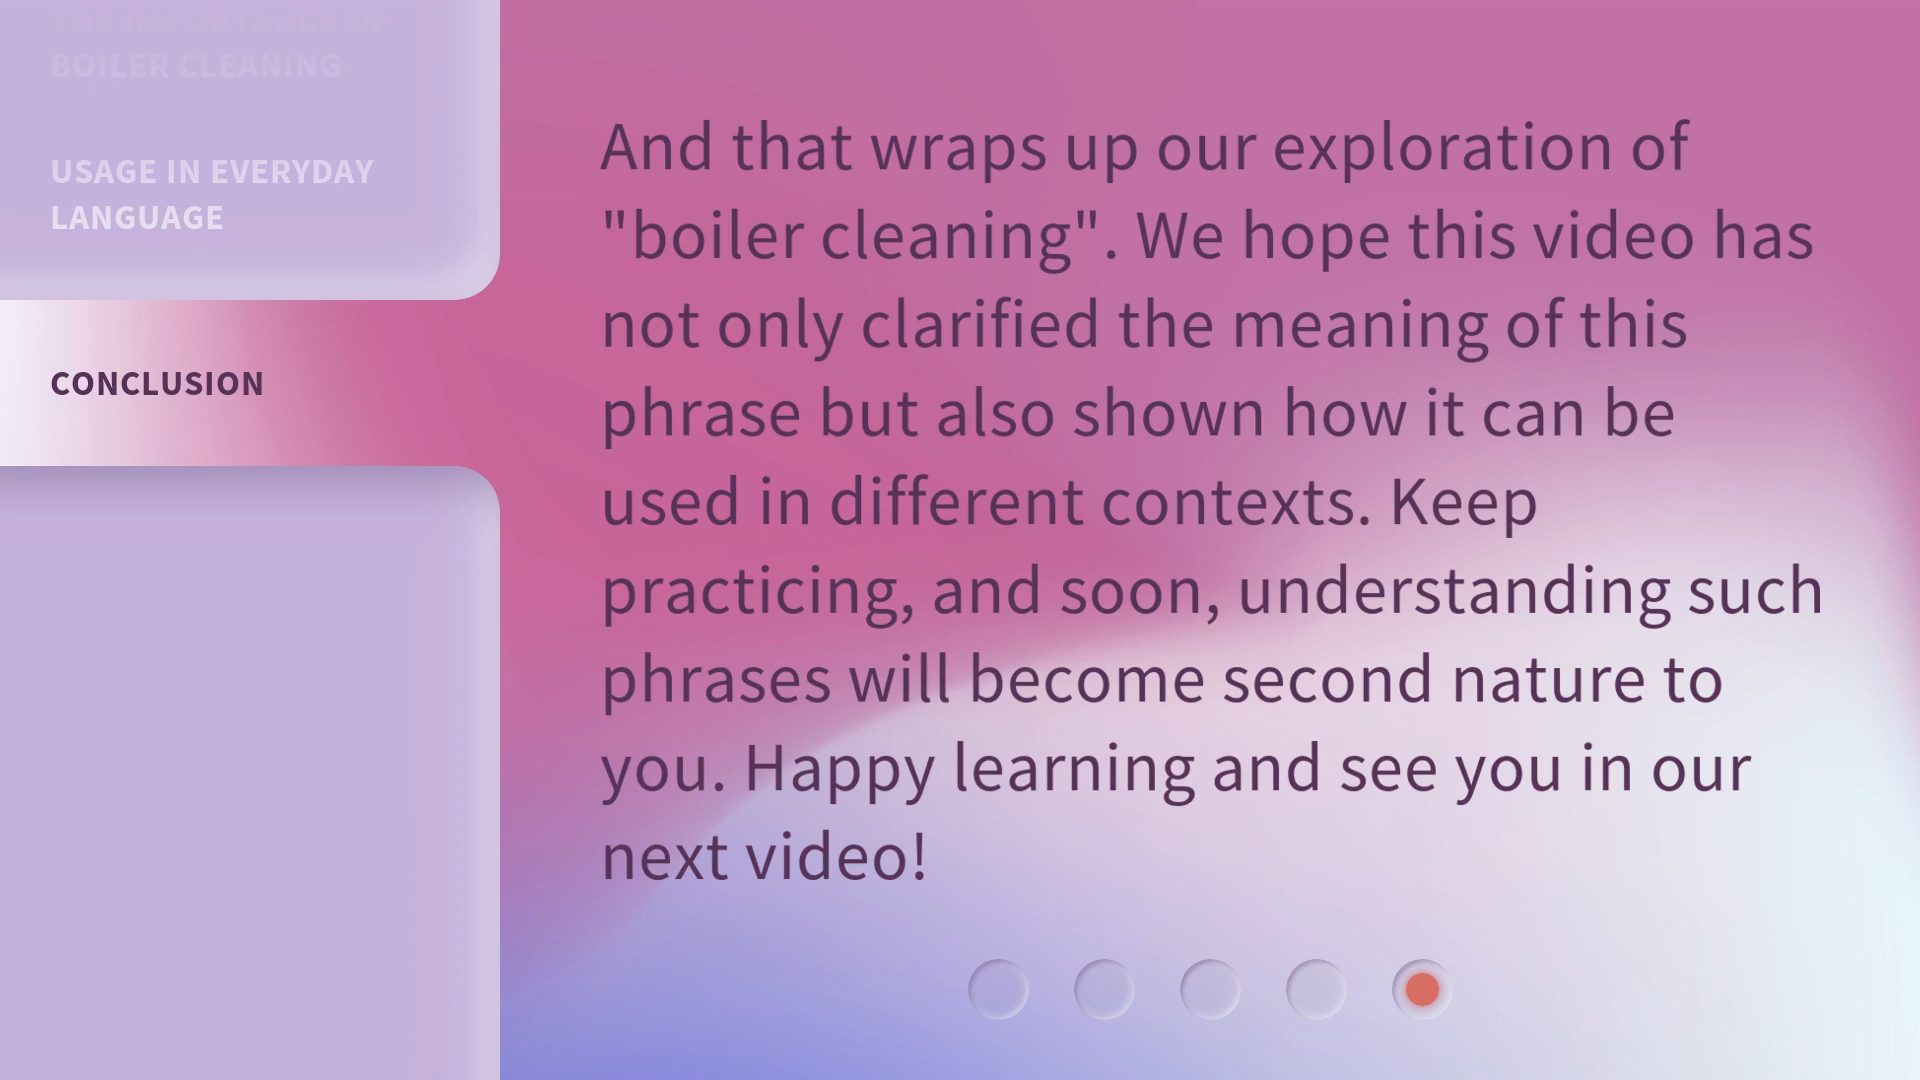 THE IMPORTANCE OF
BOILER CLEANING
USAGE IN EVERYDAY
LANGUAGE
CONCLUSION
And that wraps up our exploration of
"boiler cleaning". We hope this video has
not only clarified the meaning of this
phrase but also shown how it can be
used in different contexts. Keep
practicing, and soon, understanding such
phrases will become second nature to
you. Happy learning and see you in our
next video!